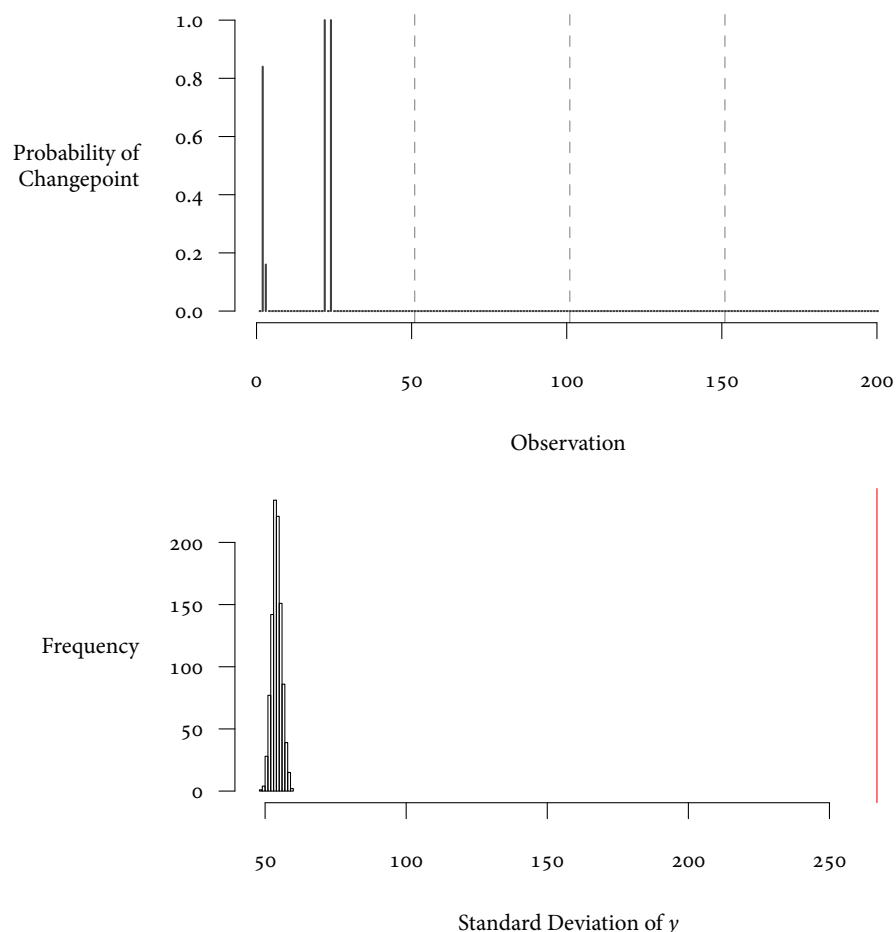 1.0
0.8
0.6
0.4
0.2
0.0
Probability of
Changepoint
0 50 100 150 200
Observation
200
150
100
50
0
Frequency
50 100 150 200 250
Standard Deviation of y